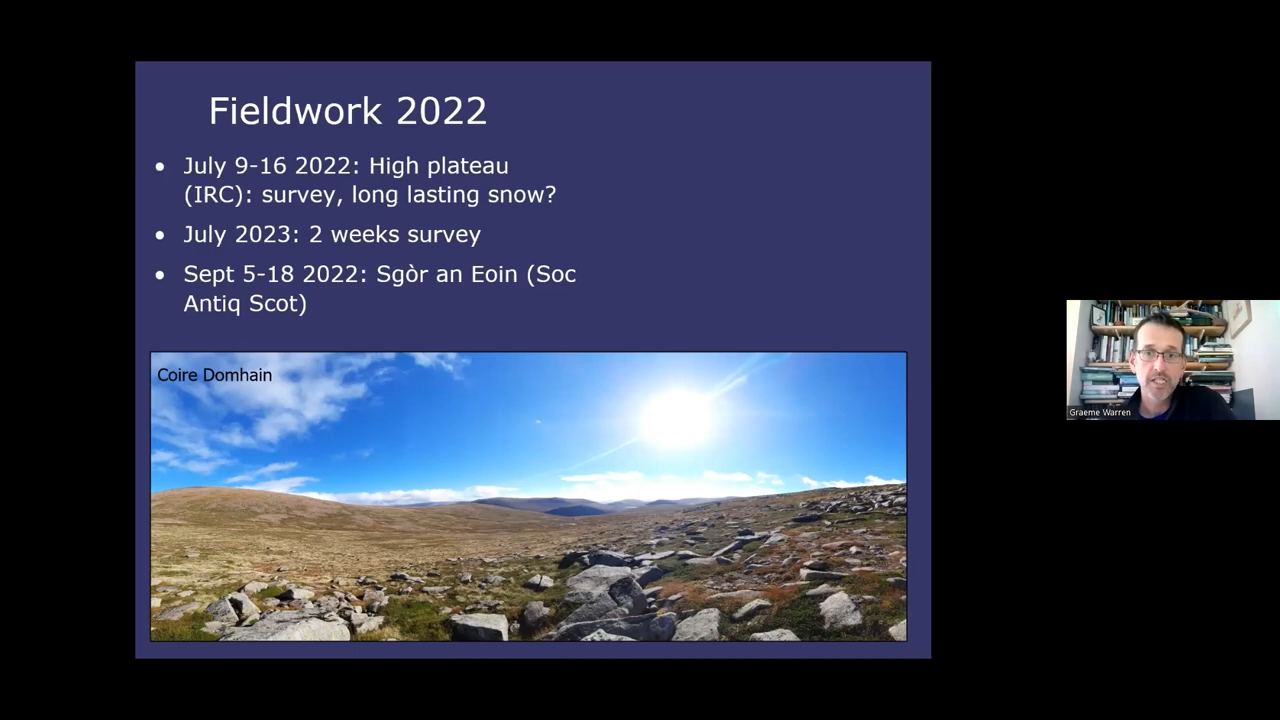 Fieldwork 2022
• July 9-16 2022: High plateau
(IRC): survey, long lasting snow?
• July 2023: 2 weeks survey
• Sept 5-18 2022: Sgòr an Eoin (Soc
Antiq Scot)
Coire Domhain
Graeme Warren